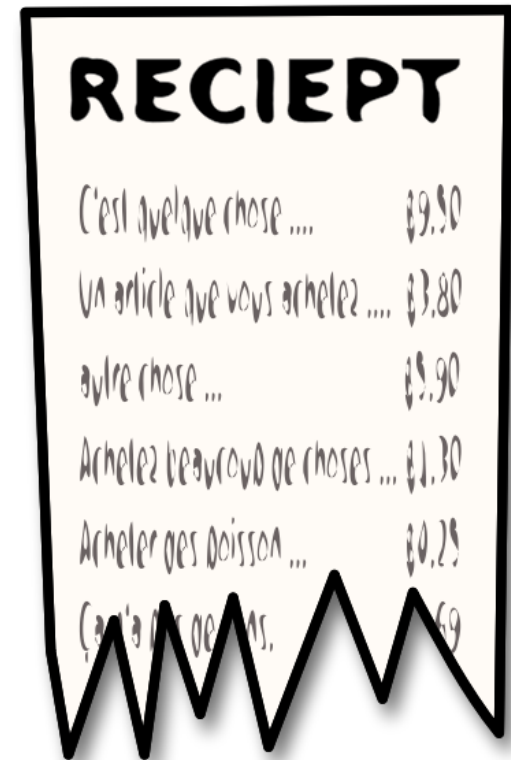 RECIEPT
C'est quelque chose .... $9.50
Un article que vous achetez .... $3.80
autre chose ... $5.90
Achetez beaucoup de choses ... $1.30
Acheter des poisson ... $0.25